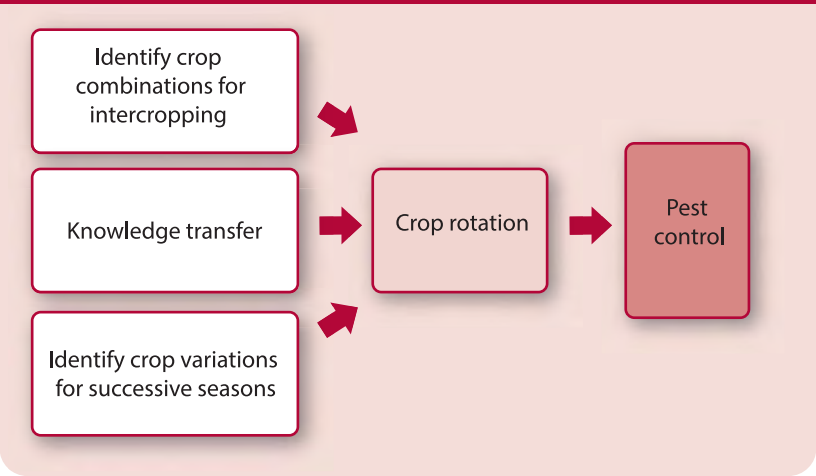 Identify crop
combinations for
intercropping
Knowledge transfer
Identify crop variations
for successive seasons
Crop rotation
Pest
control